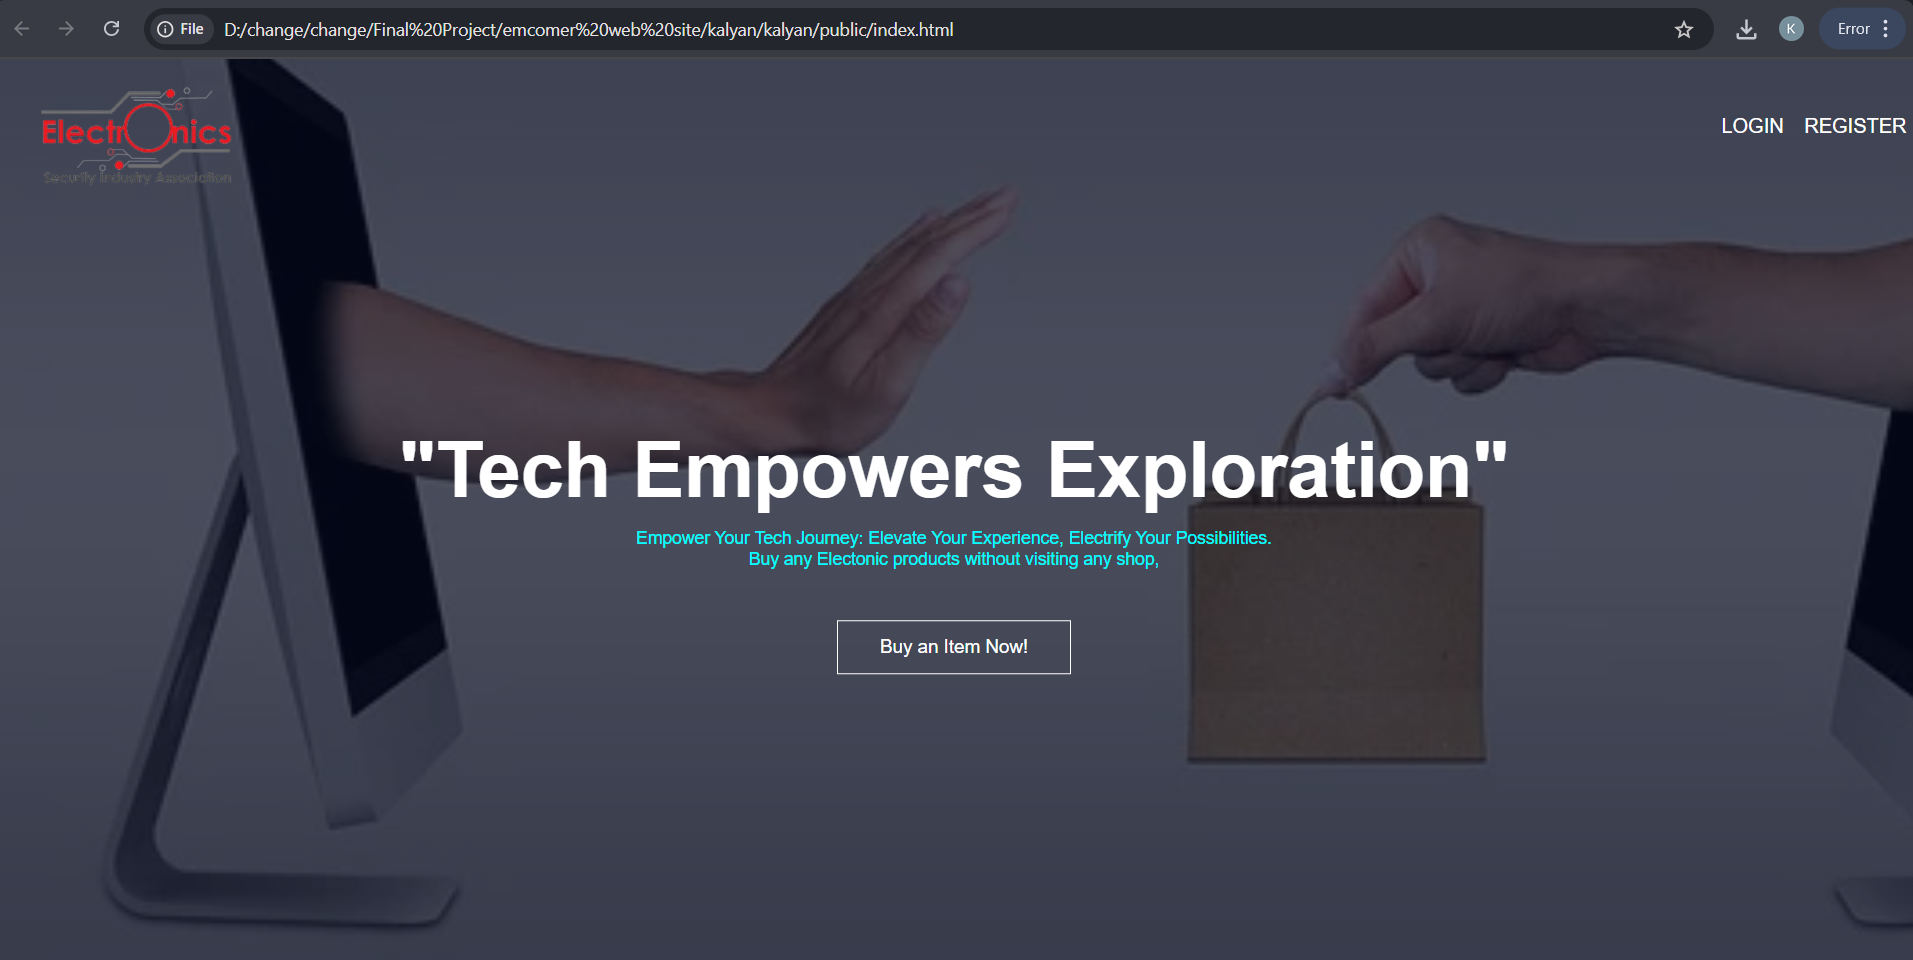 File D:/change/change/Final%20Project/emcomer%20web%20site/kalyan/kalyan/public/index.html K Error
ElectrOnics
Security Industry Association
LOGIN REGISTER
"Tech Empowers Exploration"
Empower Your Tech Journey: Elevate Your Experience, Electrify Your Possibilities.
Buy any Electonic products without visiting any shop,
Buy an Item Now!